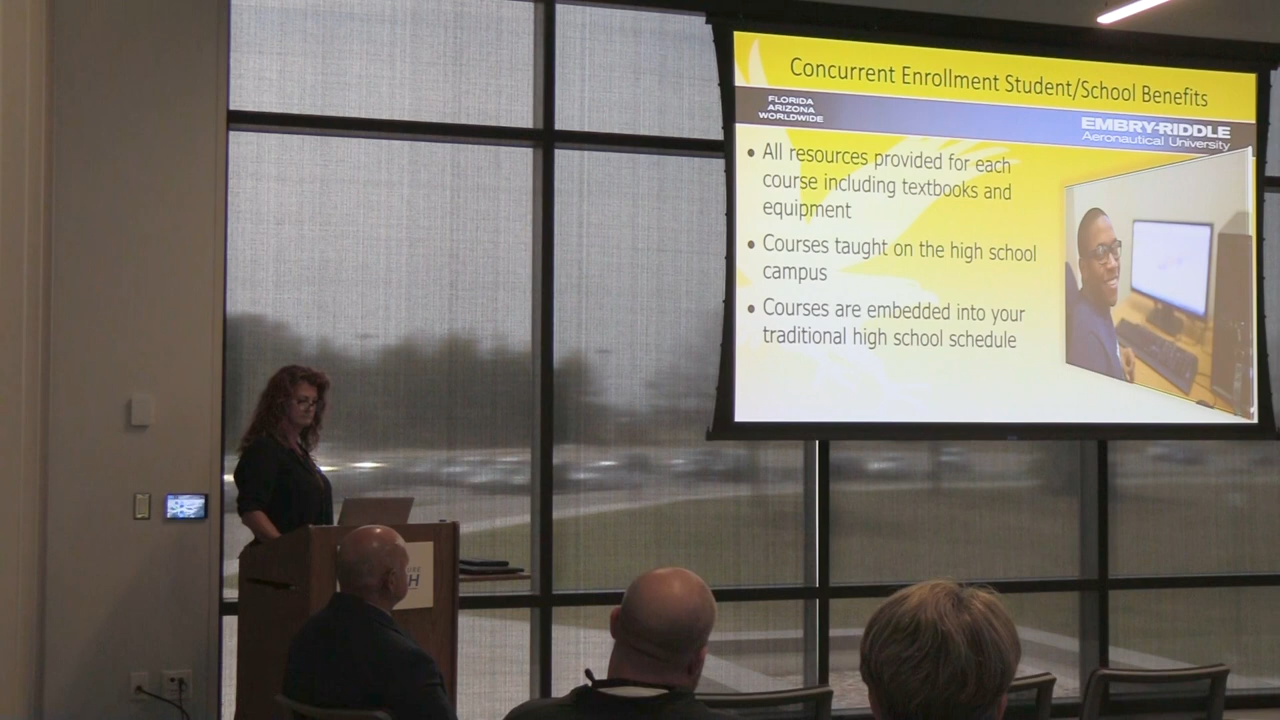 Concurrent Enrollment Student/School Benefits
FLORIDA
ARIZONA
WORLDWIDE
EMBRY-RIDDLE
Aeronautical University
• All resources provided for each
course including textbooks and
equipment
• Courses taught on the high school
campus
• Courses are embedded into your
traditional high school schedule